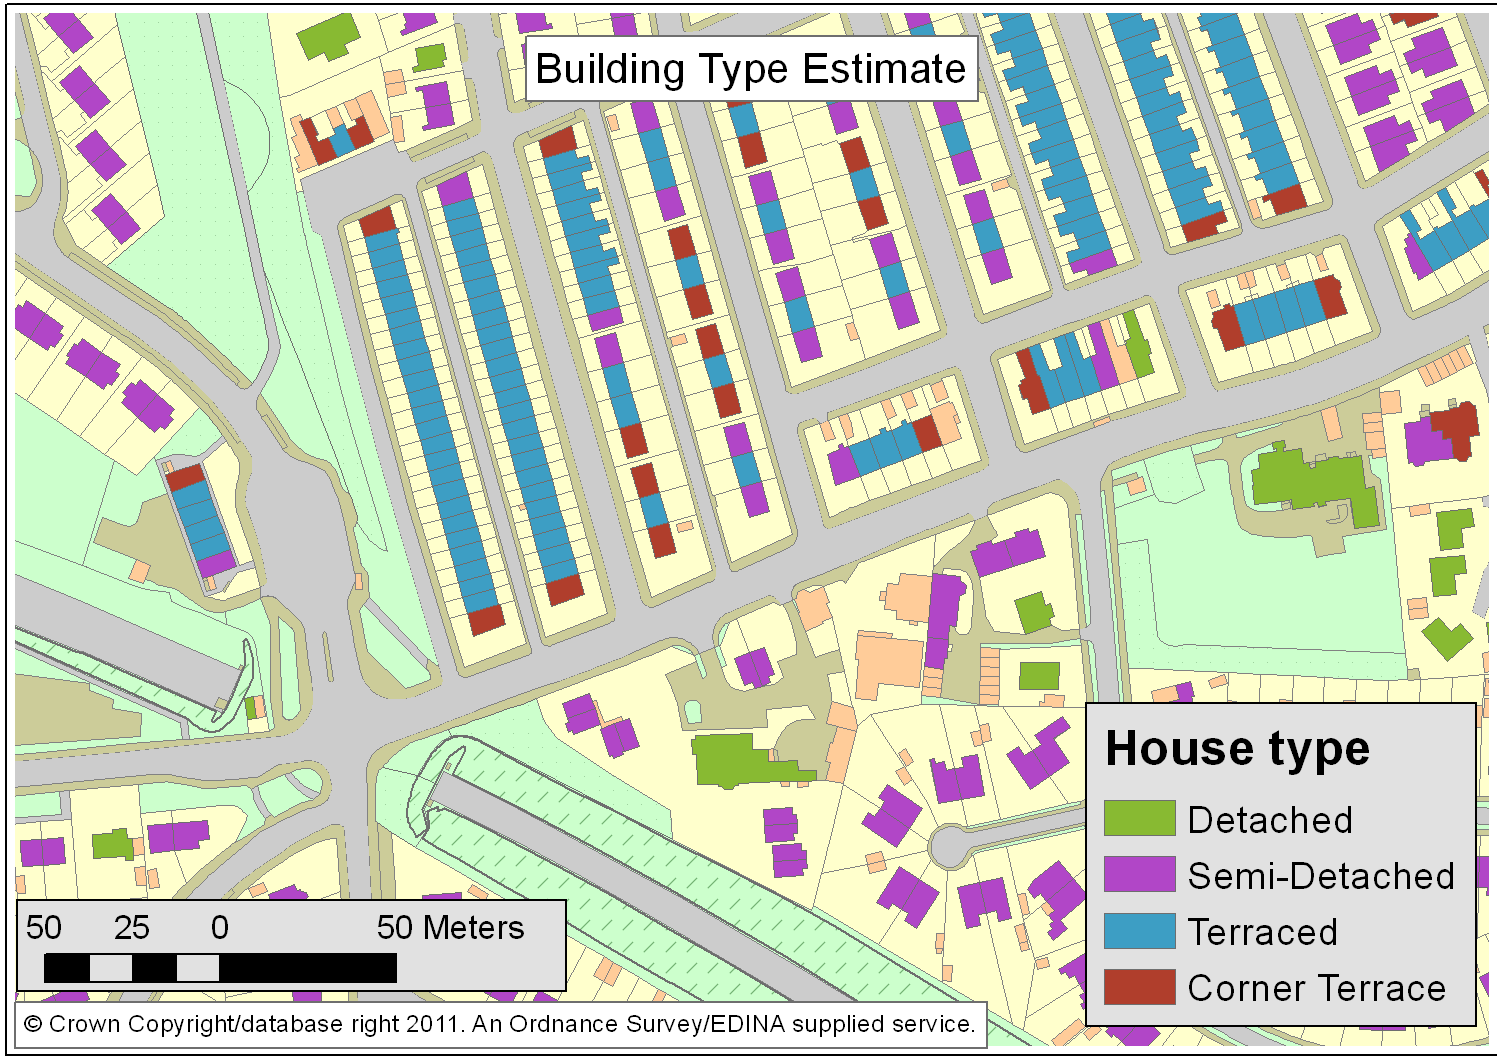 Building Type Estimate
House type
Detached
Semi-Detached
Terraced
Corner Terrace
50 25 0 50 Meters
© Crown Copyright/database right 2011. An Ordnance Survey/EDINA supplied service.